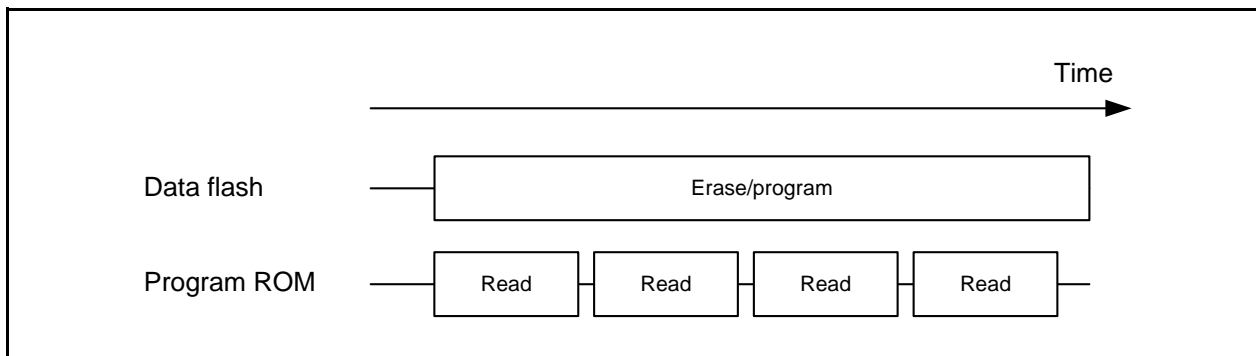 Time
Data flash
Erase/program
Program ROM
Read Read Read Read